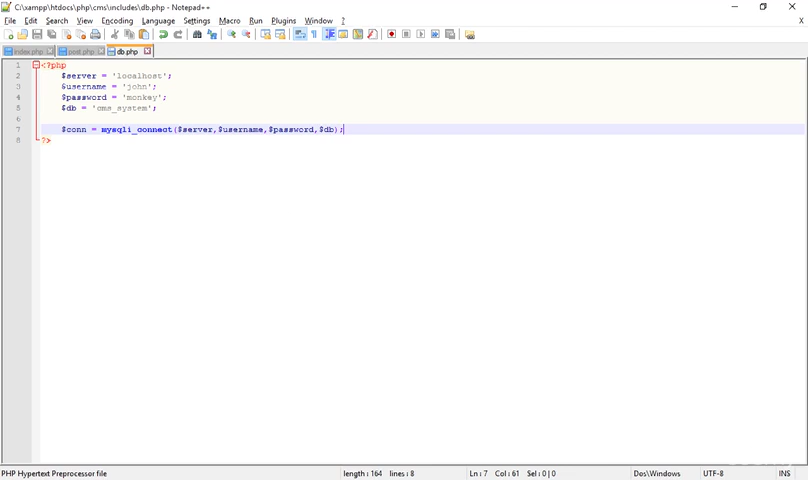 C:\xampp\htdocs\php\cms\includes\db.php - Notepad++
File Edit Search View Encoding Language Settings Macro Run Plugins Window ?
X
index.php post.php db.php
1 <?php
2 $server = 'localhost';
3 $username = 'john';
4 $password = 'monkey';
5 $db = 'cms_system';
6
7 $conn = mysqli_connect($server,$username,$password,$db);
8 ?>
PHP Hypertext Preprocessor file length : 164 lines : 8 Ln : 7 Col : 61 Sel : 0 | 0 Dos\Windows UTF-8 INS